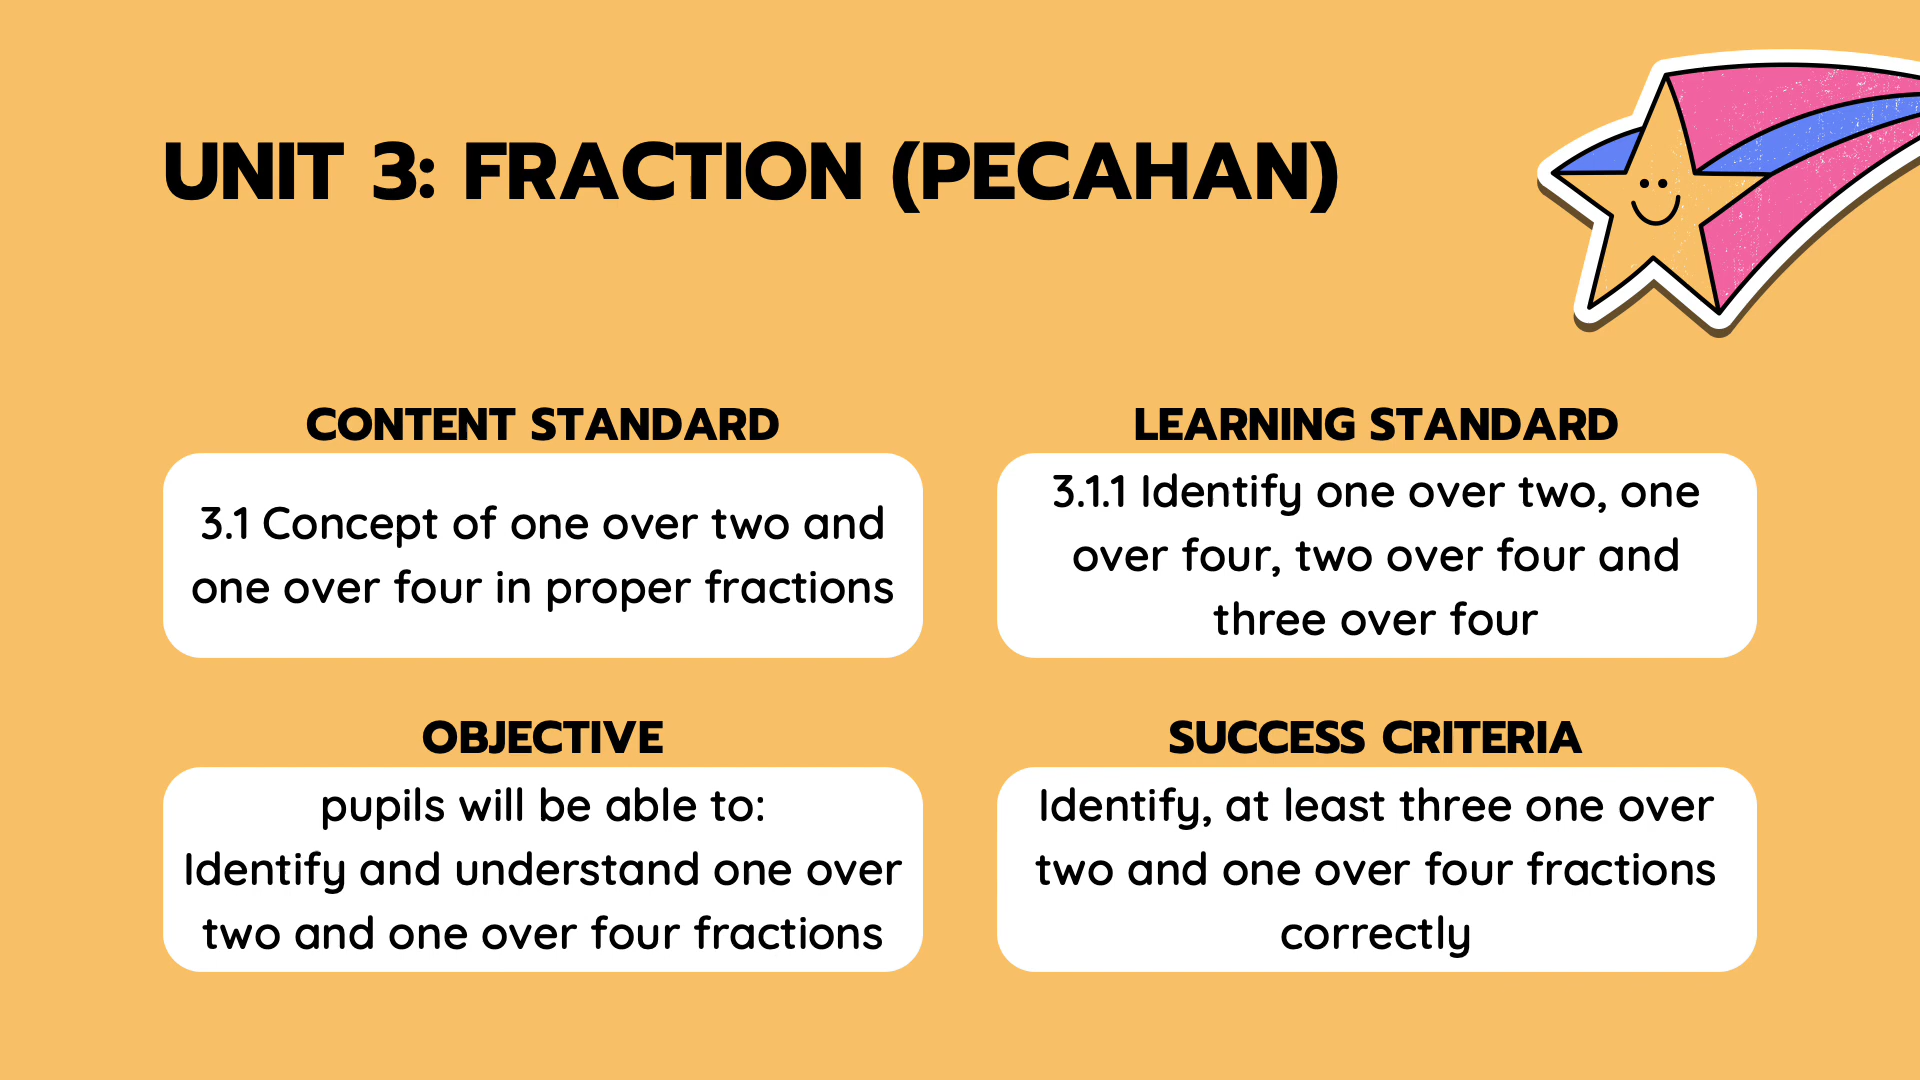 UNIT 3: FRACTION (PECAHAN)
CONTENT STANDARD
3.1 Concept of one over two and
one over four in proper fractions
LEARNING STANDARD
3.1.1 Identify one over two, one
over four, two over four and
three over four
OBJECTIVE
pupils will be able to:
Identify and understand one over
two and one over four fractions
SUCCESS CRITERIA
Identify, at least three one over
two and one over four fractions
correctly